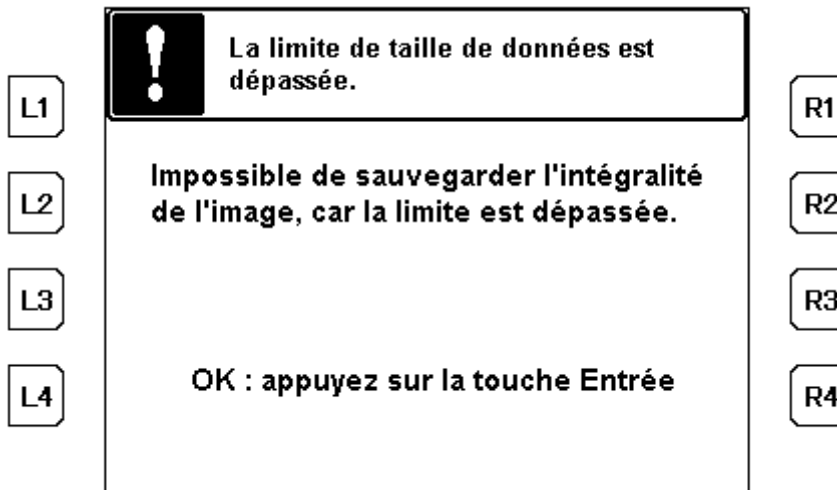 La limite de taille de données est
dépassée.
L1
R1
Impossible de sauvegarder l'intégralité
de l'image, car la limite est dépassée.
L2
R2
L3
R3
OK : appuyez sur la touche Entrée
L4
R4